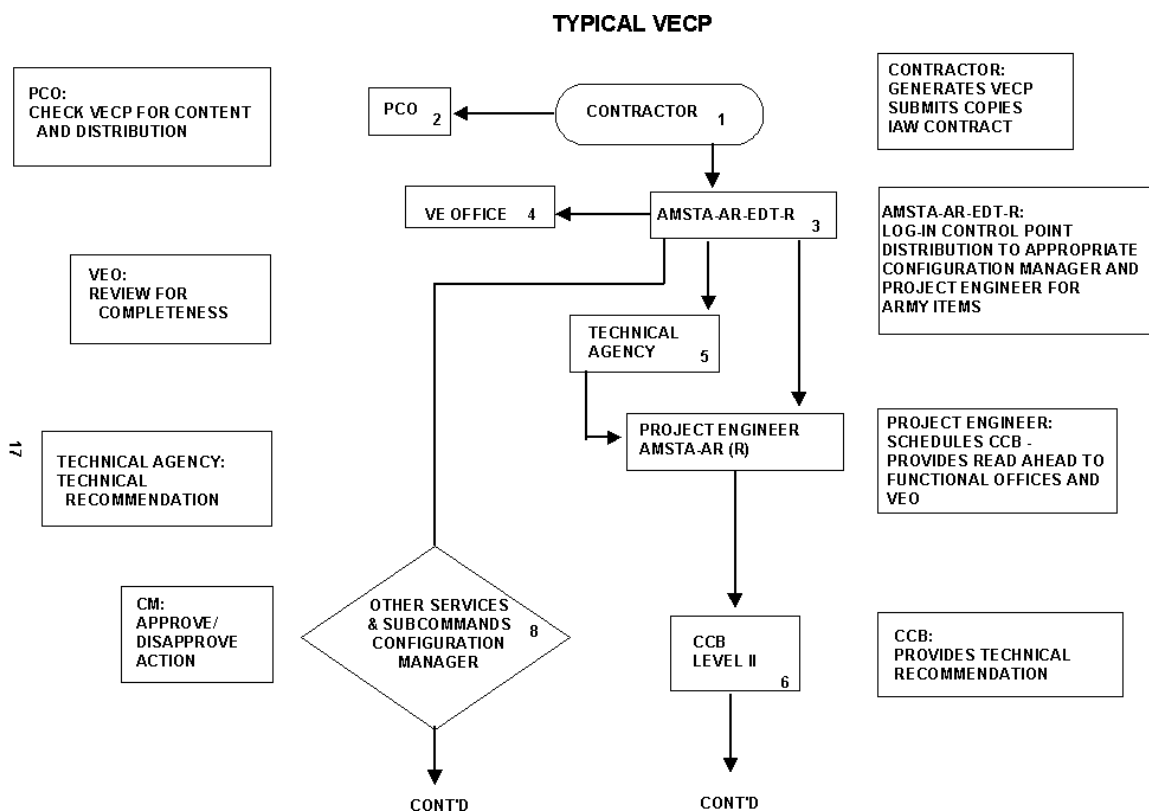 TYPICAL VECP
PCO:
CHECK VECP FOR CONTENT
AND DISTRIBUTION
PCO
2
CONTRACTOR
1
CONTRACTOR:
GENERATES VECP
SUBMITS COPIES
IAW CONTRACT
VE OFFICE 4
AMSTA-AR-EDT-R
3
AMSTA-AR-EDT-R:
LOG-IN CONTROL POINT
DISTRIBUTION TO APPROPRIATE
CONFIGURATION MANAGER AND
PROJECT ENGINEER FOR
ARMY ITEMS
VEO:
REVIEW FOR
COMPLETENESS
TECHNICAL
AGENCY
5
17
TECHNICAL AGENCY:
TECHNICAL
RECOMMENDATION
PROJECT ENGINEER
AMSTA-AR (R)
PROJECT ENGINEER:
SCHEDULES CCB -
PROVIDES READ AHEAD TO
FUNCTIONAL OFFICES AND
VEO
CM:
APPROVE/
DISAPPROVE
ACTION
OTHER SERVICES
& SUBCOMMANDS
CONFIGURATION
MANAGER
8
CCB
LEVEL II
6
CCB:
PROVIDES TECHNICAL
RECOMMENDATION
CONT'D
CONT'D